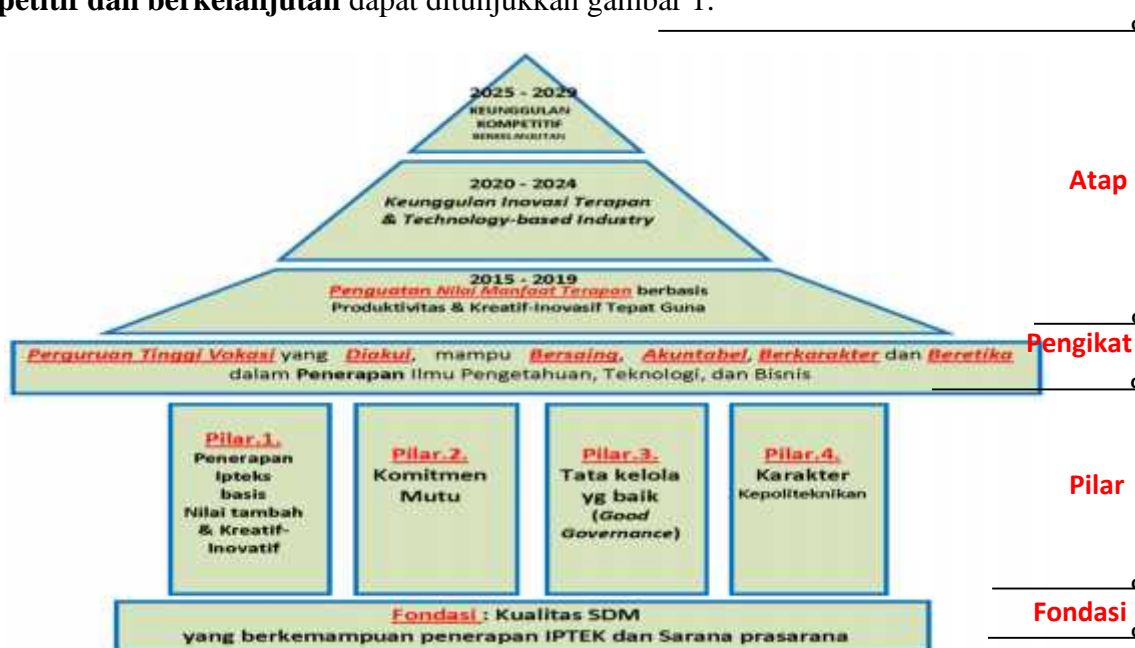 petitif dan berkelanjutan dapat ditunjukkan gambar 1.
2025 - 2029
KEUNGGULAN
KOMPETITIF
BERKELANJUTAN
2020 - 2024
Keunggulan Inovasi Terapan
& Technology-based Industry
Atap
2015 - 2019
Penguatan Nilai Manfaat Terapan berbasis
Produktivitas & Kreatif-Inovasif Tepat Guna
Perguruan Tinggi Vokasi yang Diakui, mampu Bersaing, Akuntabel, Berkarakter dan Beretika
dalam Penerapan Ilmu Pengetahuan, Teknologi, dan Bisnis
Pengikat
Pilar.1.
Penerapan
Ipteks
basis
Nilai tambah
& Kreatif-
Inovatif
Pilar.2.
Komitmen
Mutu
Pilar.3.
Tata kelola
yg baik
(Good
Governance)
Pilar.4.
Karakter
Kepoliteknikan
Pilar
Fondasi : Kualitas SDM
yang berkemampuan penerapan IPTEK dan Sarana prasarana
Fondasi